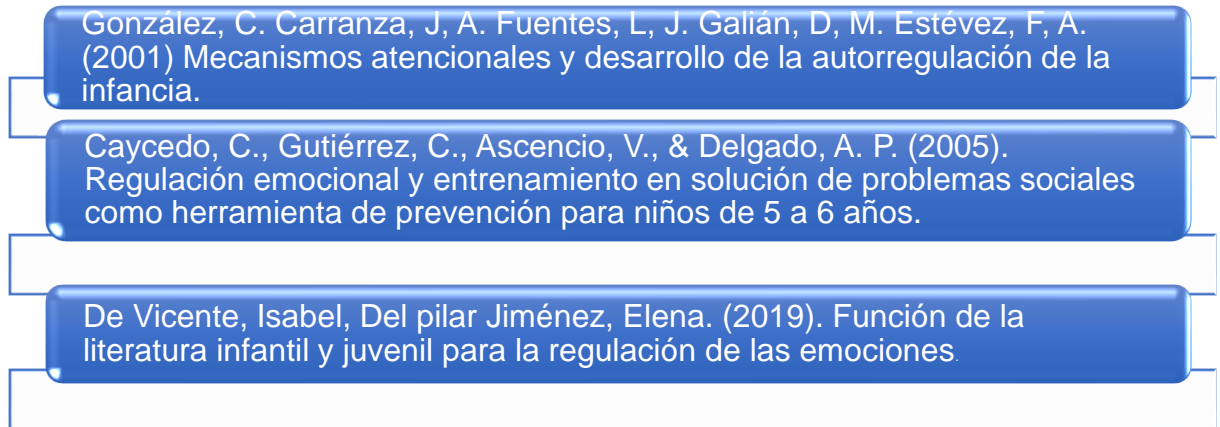 González, C. Carranza, J, A. Fuentes, L, J. Galián, D, M. Estévez, F, A.
(2001) Mecanismos atencionales y desarrollo de la autorregulación de la
infancia.
Caycedo, C., Gutiérrez, C., Ascencio, V., & Delgado, A. P. (2005).
Regulación emocional y entrenamiento en solución de problemas sociales
como herramienta de prevención para niños de 5 a 6 años.
De Vicente, Isabel, Del pilar Jiménez, Elena. (2019). Función de la
literatura infantil y juvenil para la regulación de las emociones.